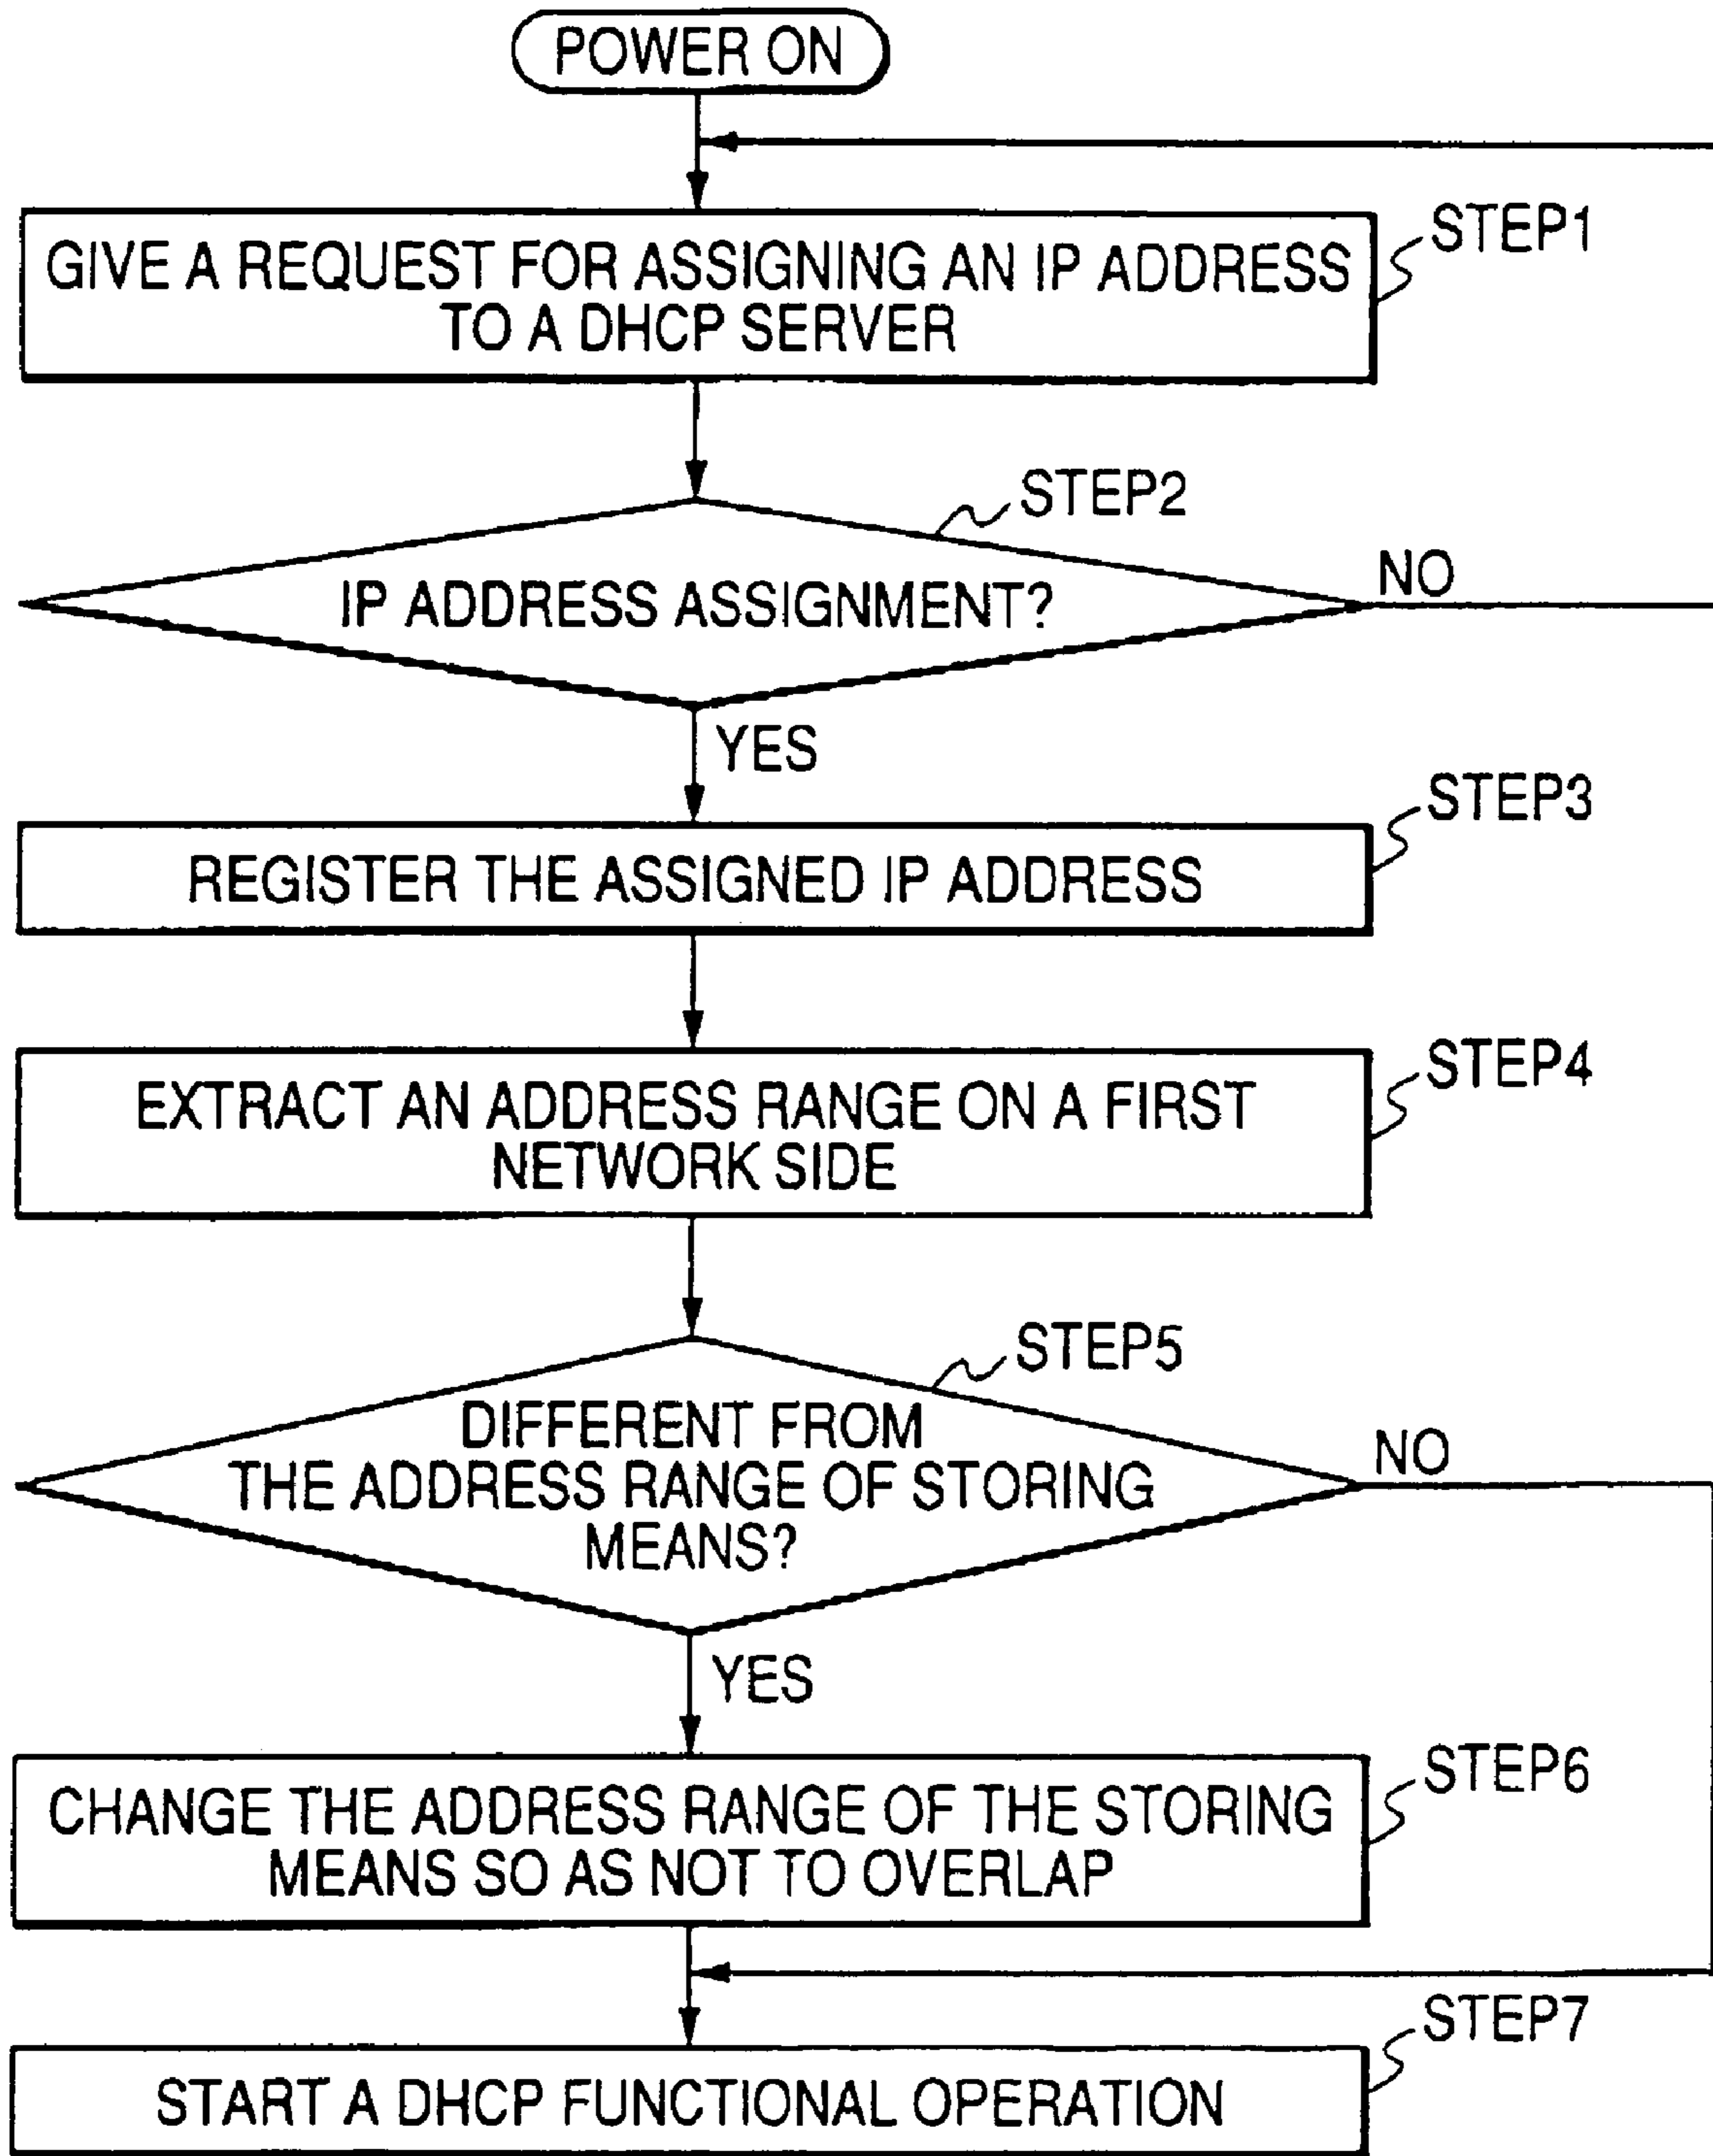 POWER ON
STEP1
GIVE A REQUEST FOR ASSIGNING AN IP ADDRESS
TO A DHCP SERVER
STEP2
NO
IP ADDRESS ASSIGNMENT?
YES
STEP3
REGISTER THE ASSIGNED IP ADDRESS
STEP4
EXTRACT AN ADDRESS RANGE ON A FIRST
NETWORK SIDE
STEP5
DIFFERENT FROM
NO
THE ADDRESS RANGE OF STORING
MEANS?
YES
STEP6
CHANGE THE ADDRESS RANGE OF THE STORING
MEANS SO AS NOT TO OVERLAP
STEP7
START A DHCP FUNCTIONAL OPERATION